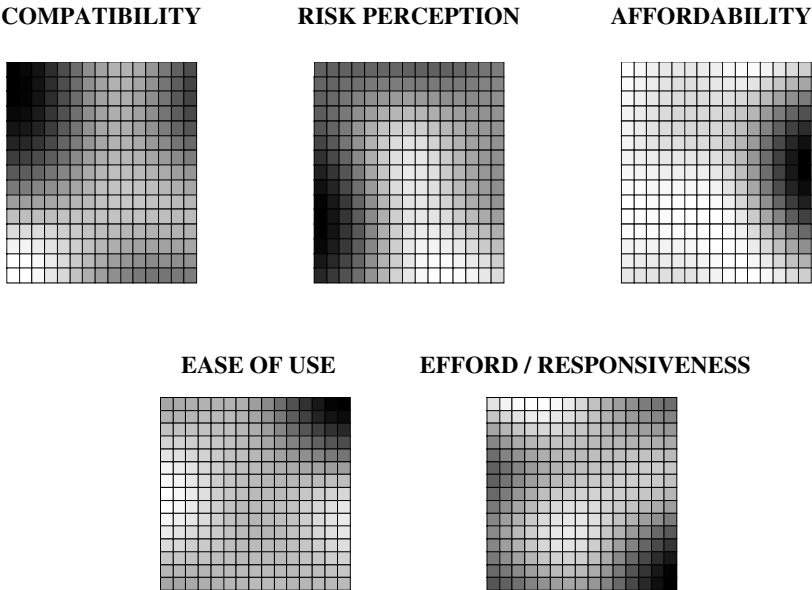 COMPATIBILITY RISK PERCEPTION AFFORDABILITY
EASE OF USE EFFORD / RESPONSIVENESS